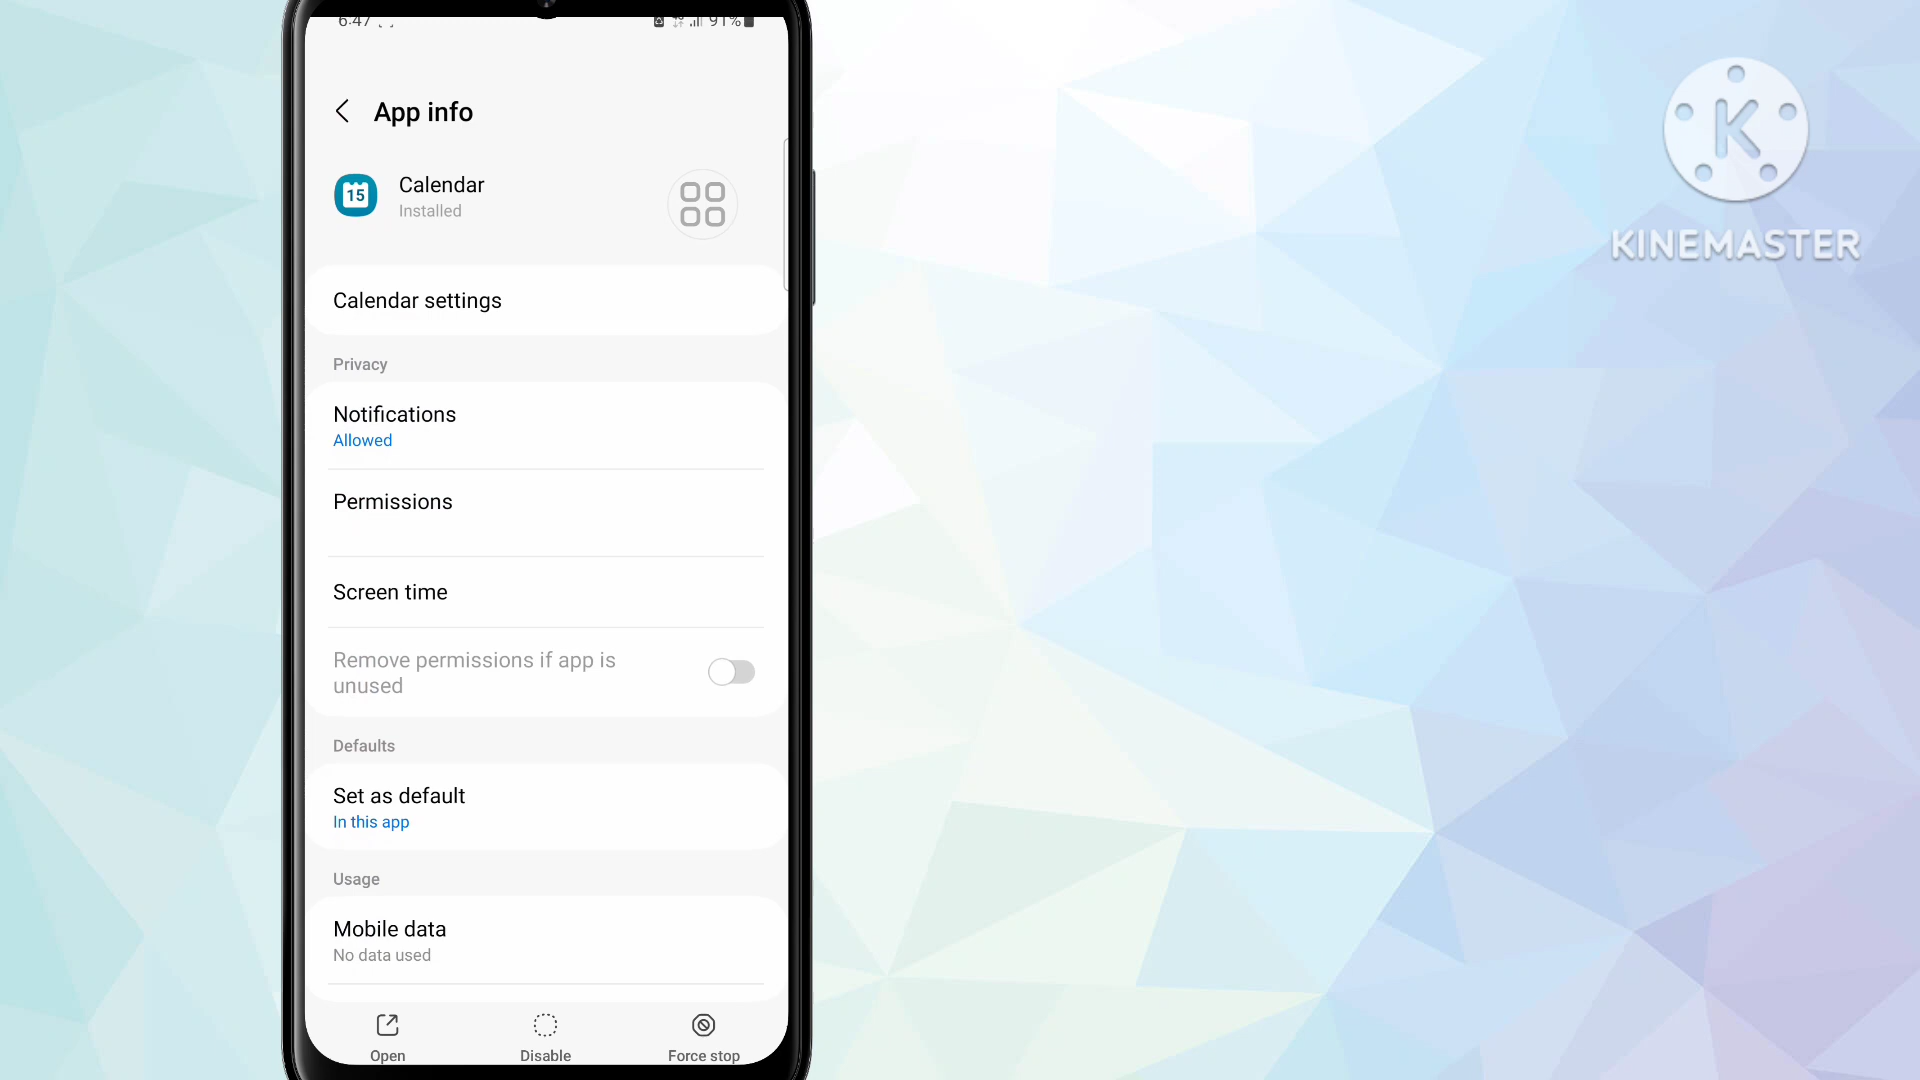 6:47
91%
App info
15
Calendar
Installed
Calendar settings
Privacy
Notifications
Allowed
Permissions
Screen time
Remove permissions if app is
unused
Defaults
Set as default
In this app
Usage
Mobile data
No data used
Open
Disable
Force stop
K
KINEMASTER